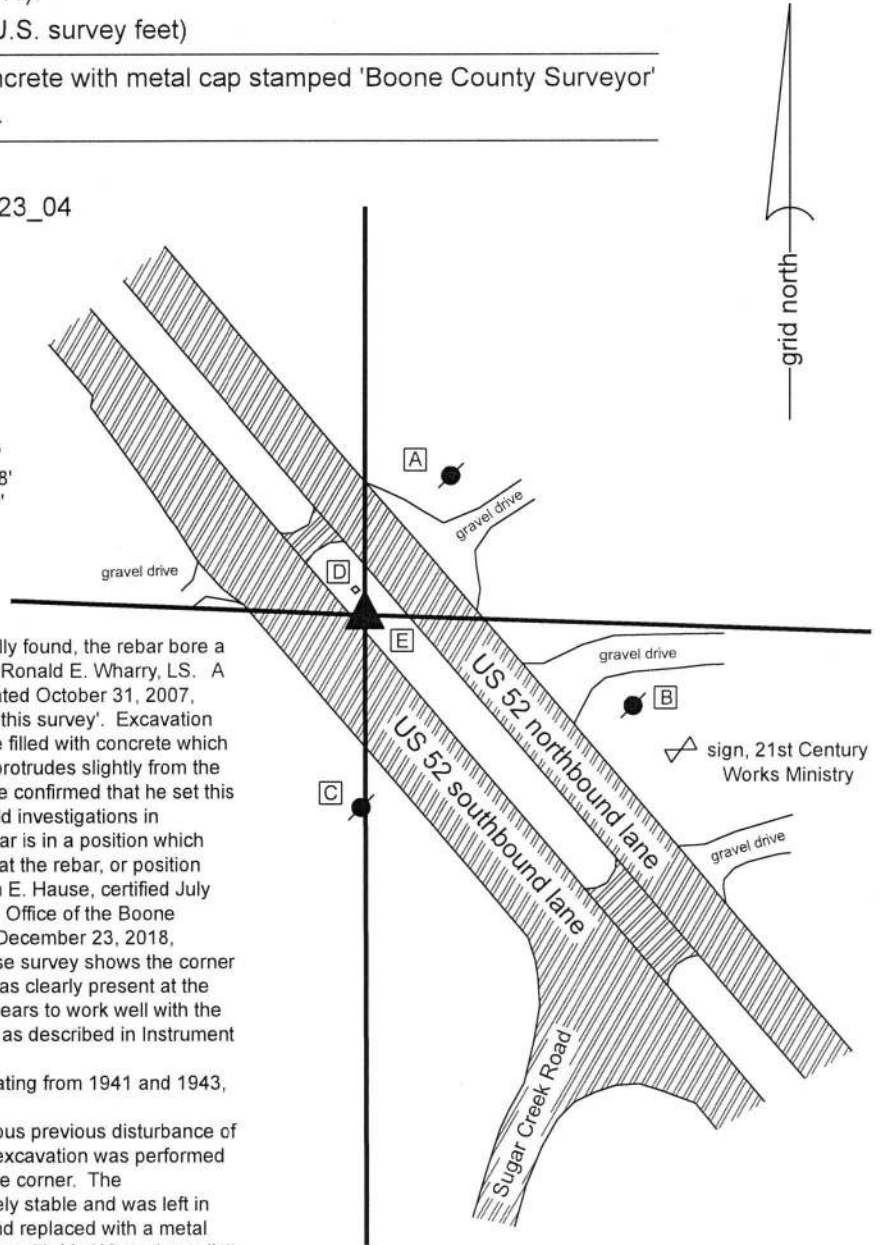 U.S. survey feet)
ncrete with metal cap stamped 'Boone County Surveyor'
23_04
grid north
A
gravel drive
8'
gravel drive
D
E
gravel drive
B
US 52 northbound lane
US 52 southbound lane
sign, 21st Century
Works Ministry
C
gravel drive
Sugar Creek Road
lly found, the rebar bore a
Ronald E. Wharry, LS. A
ated October 31, 2007,
this survey'. Excavation
e filled with concrete which
protrudes slightly from the
e confirmed that he set this
ld investigations in
ar is in a position which
at the rebar, or position
n E. Hause, certified July
Office of the Boone
December 23, 2018,
se survey shows the corner
as clearly present at the
ears to work well with the
as described in Instrument
ating from 1941 and 1943,
ous previous disturbance of
excavation was performed
e corner. The
ely stable and was left in
nd replaced with a metal